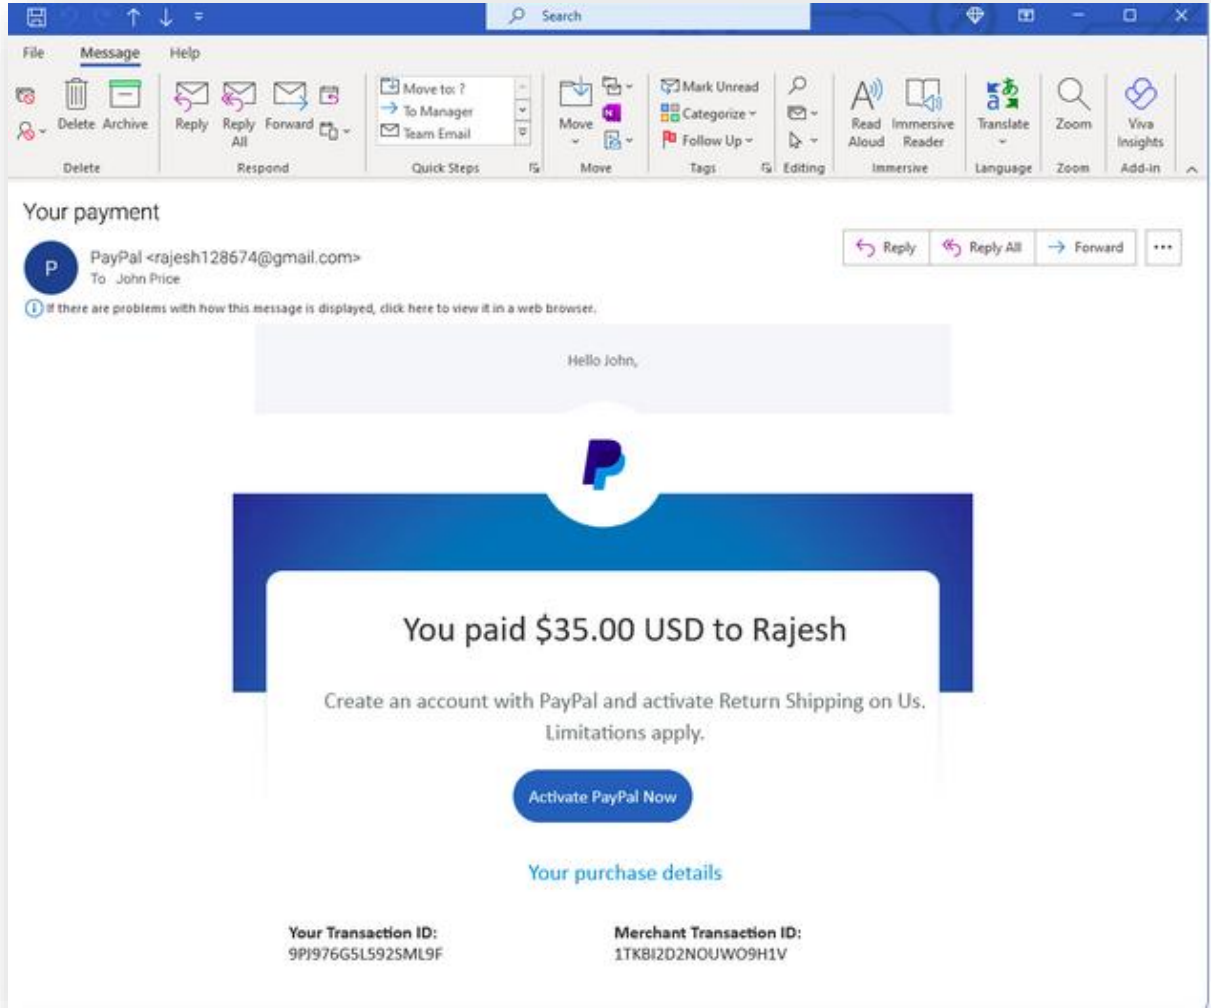 Search
File Message Help
Delete Archive
Reply Reply All Forward
Move to: ?
To Manager
Team Email
Move
Mark Unread
Categorize
Follow Up
Read Aloud Immersive Reader
Translate
Zoom
Viva Insights
Delete Respond Quick Steps Move Tags Editing Immersive Language Zoom Add-in
Your payment
P
PayPal <rajesh128674@gmail.com>
To John Price
Reply Reply All Forward ...
If there are problems with how this message is displayed, click here to view it in a web browser.
Hello John,
You paid $35.00 USD to Rajesh
Create an account with PayPal and activate Return Shipping on Us.
Limitations apply.
Activate PayPal Now
Your purchase details
Your Transaction ID: Merchant Transaction ID:
9PJ976G5L592SML9F 1TKBI2D2NOUWO9H1V